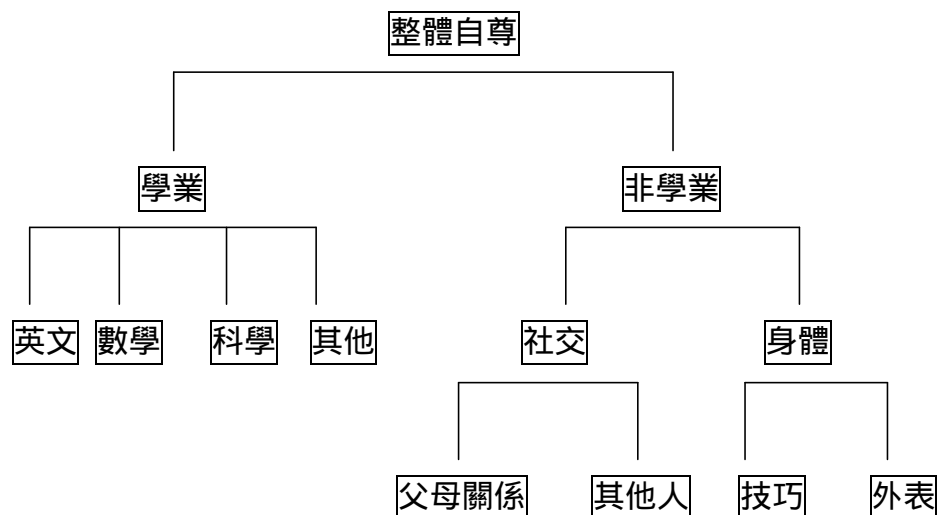 整體自尊
學業 非學業
英文 數學 科學 其他 社交 身體
父母關係 其他人 技巧 外表